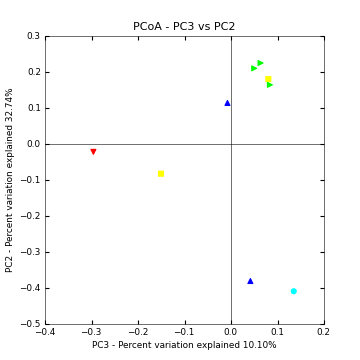 PCoA - PC3 vs PC2
0.3
0.2
0.1
0.0
−0.1
−0.2
−0.3
−0.4
−0.5
PC2 - Percent variation explained 32.74%
−0.4 −0.3 −0.2 −0.1 0.0 0.1 0.2
PC3 - Percent variation explained 10.10%